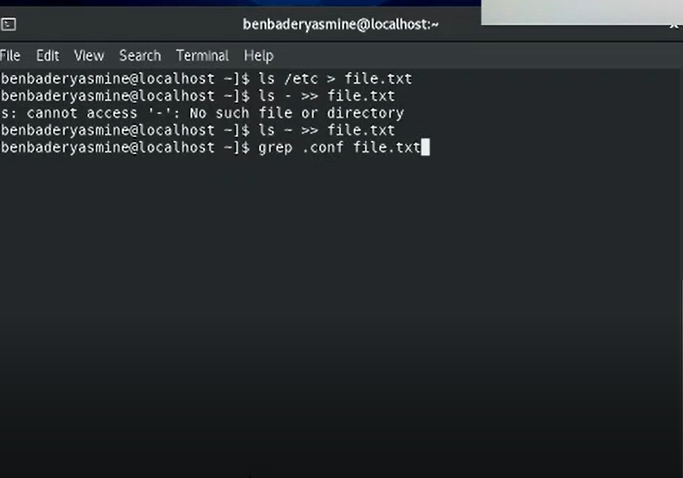 benbaderyasmine@localhost:~
File Edit View Search Terminal Help
benbaderyasmine@localhost ~]$ ls /etc > file.txt
benbaderyasmine@localhost ~]$ ls - >> file.txt
s: cannot access '-': No such file or directory
benbaderyasmine@localhost ~]$ ls ~ >> file.txt
benbaderyasmine@localhost ~]$ grep .conf file.txt